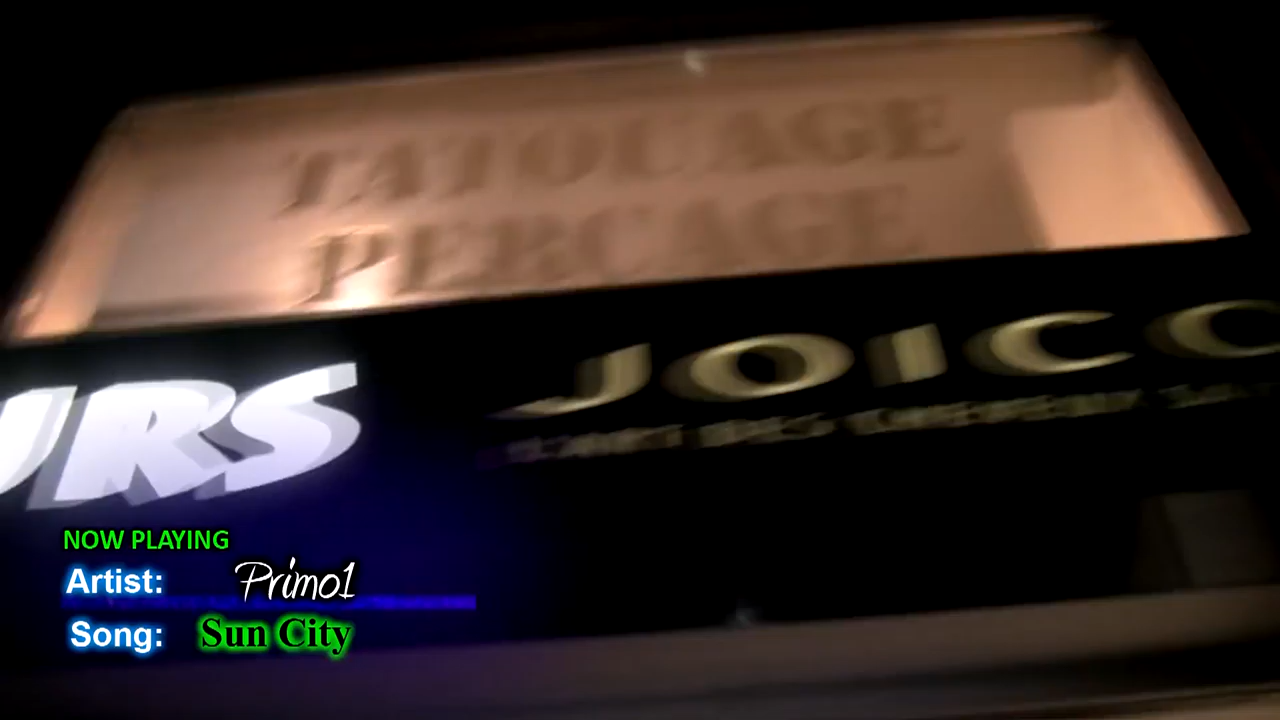 TATOUAGE
PERCAGE
URS
JOICO
NOW PLAYING
Artist: Primo1
Song: Sun City